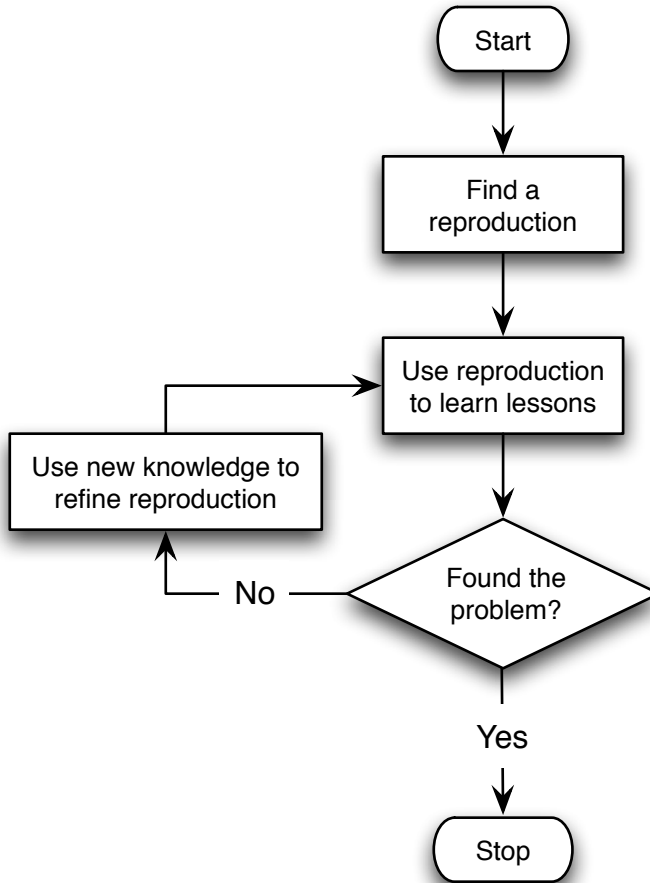 Start
Find a
reproduction
Use reproduction
to learn lessons
Use new knowledge to
refine reproduction
Found the
problem?
No
Yes
Stop